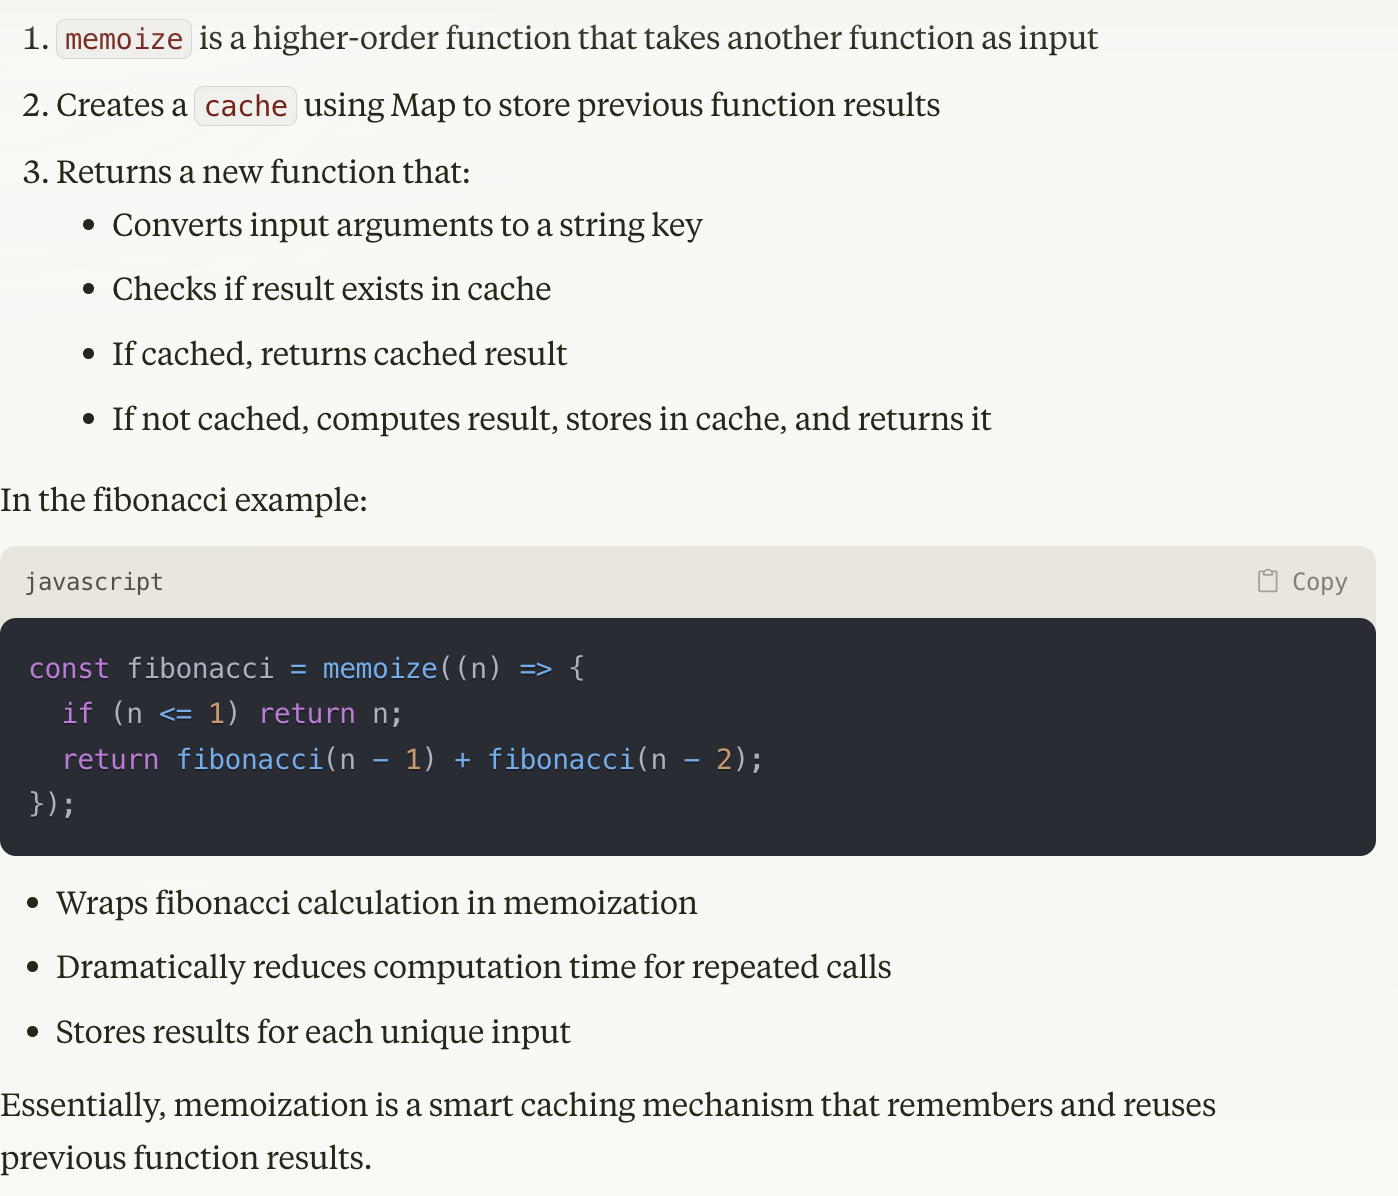 1. memoize is a higher-order function that takes another function as input
2. Creates a cache using Map to store previous function results
3. Returns a new function that:
• Converts input arguments to a string key
• Checks if result exists in cache
• If cached, returns cached result
• If not cached, computes result, stores in cache, and returns it
In the fibonacci example:
javascript Copy
const fibonacci = memoize((n) => {
  if (n <= 1) return n;
  return fibonacci(n − 1) + fibonacci(n − 2);
});
• Wraps fibonacci calculation in memoization
• Dramatically reduces computation time for repeated calls
• Stores results for each unique input
Essentially, memoization is a smart caching mechanism that remembers and reuses
previous function results.